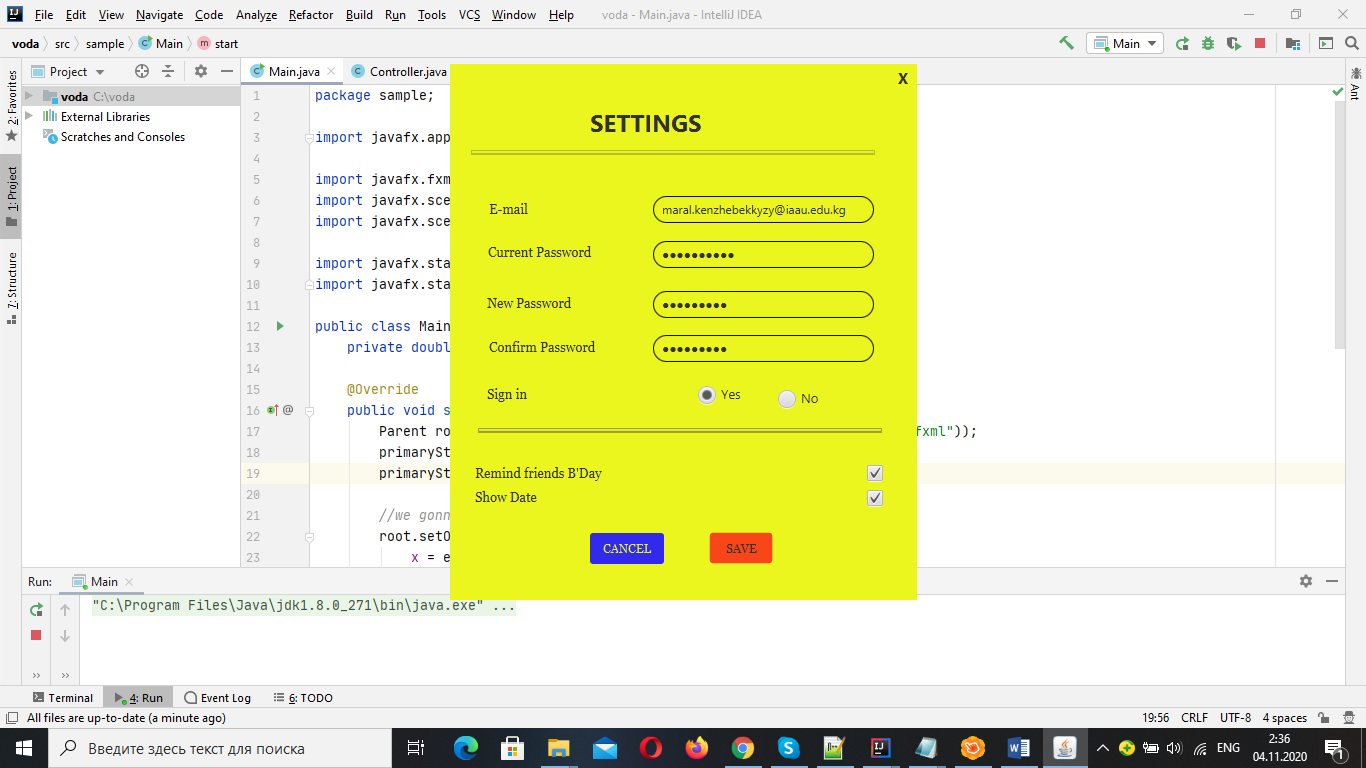 File Edit View Navigate Code Analyze Refactor Build Run Tools VCS Window Help voda - Main.java - IntelliJ IDEA
voda src sample Main start Main
Project Main.java Controller.java
voda C:\voda
External Libraries
Scratches and Consoles
2: Favorites
1: Project
7: Structure
Ant
1 package sample;
2
3 import javafx.app
4
5 import javafx.fxm
6 import javafx.sce
7 import javafx.sce
8
9 import javafx.sta
10 import javafx.sta
11
12 public class Main
13 private doubl
14
15 @Override
16 public void s
17 Parent ro fxml"));
18 primarySt
19 primarySt
20
21 //we gonn
22 root.setO
23 x = e
X
SETTINGS
E-mail maral.kenzhebekkyzy@iaau.edu.kg
Current Password ••••••••••
New Password •••••••••
Confirm Password •••••••••
Sign in Yes No
Remind friends B'Day
Show Date
CANCEL SAVE
Run: Main
"C:\Program Files\Java\jdk1.8.0_271\bin\java.exe" ...
Terminal 4: Run Event Log 6: TODO
All files are up-to-date (a minute ago) 19:56 CRLF UTF-8 4 spaces
Введите здесь текст для поиска ENG 2:36
04.11.2020 1